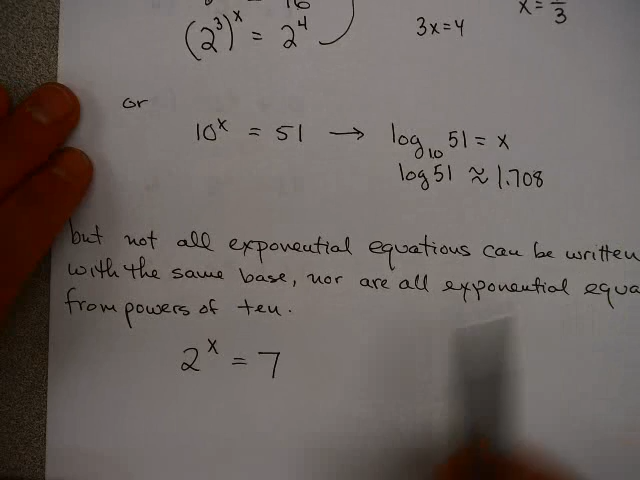 16
(2³)ˣ = 2⁴
3x=4
x = 3
or
10ˣ = 51 → log₁₀ 51 = x
log 51 ≈ 1.708
but not all exponential equations can be written
with the same base, nor are all exponential equa
from powers of ten.
2ˣ = 7